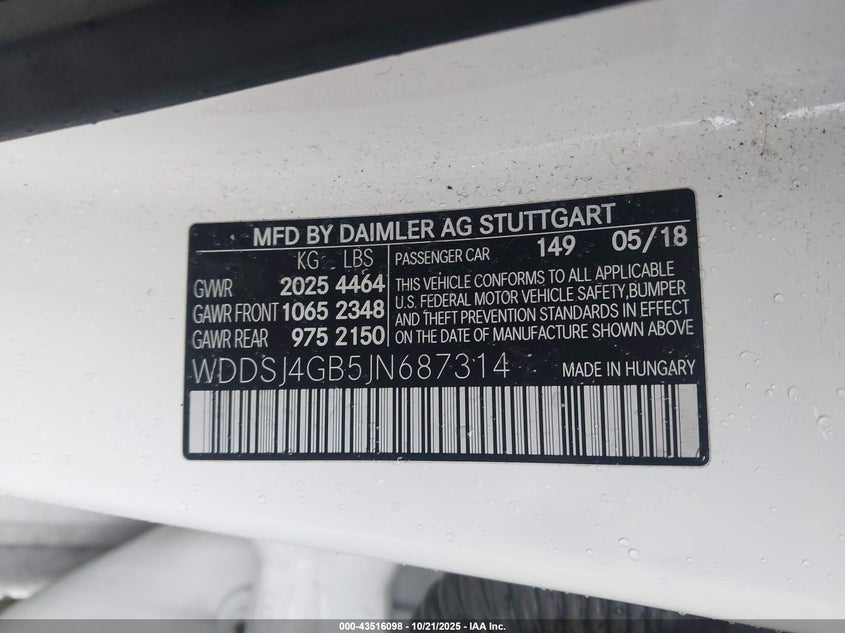 MFD BY DAIMLER AG STUTTGART
KG LBS
GVWR 2025 4464
GAWR FRONT 1065 2348
GAWR REAR 975 2150
PASSENGER CAR 149 05/18
THIS VEHICLE CONFORMS TO ALL APPLICABLE
U.S. FEDERAL MOTOR VEHICLE SAFETY,BUMPER
AND THEFT PREVENTION STANDARDS IN EFFECT
ON THE DATE OF MANUFACTURE SHOWN ABOVE
WDDSJ4GB5JN687314 MADE IN HUNGARY
000-43516098 - 10/21/2025 - IAA Inc.